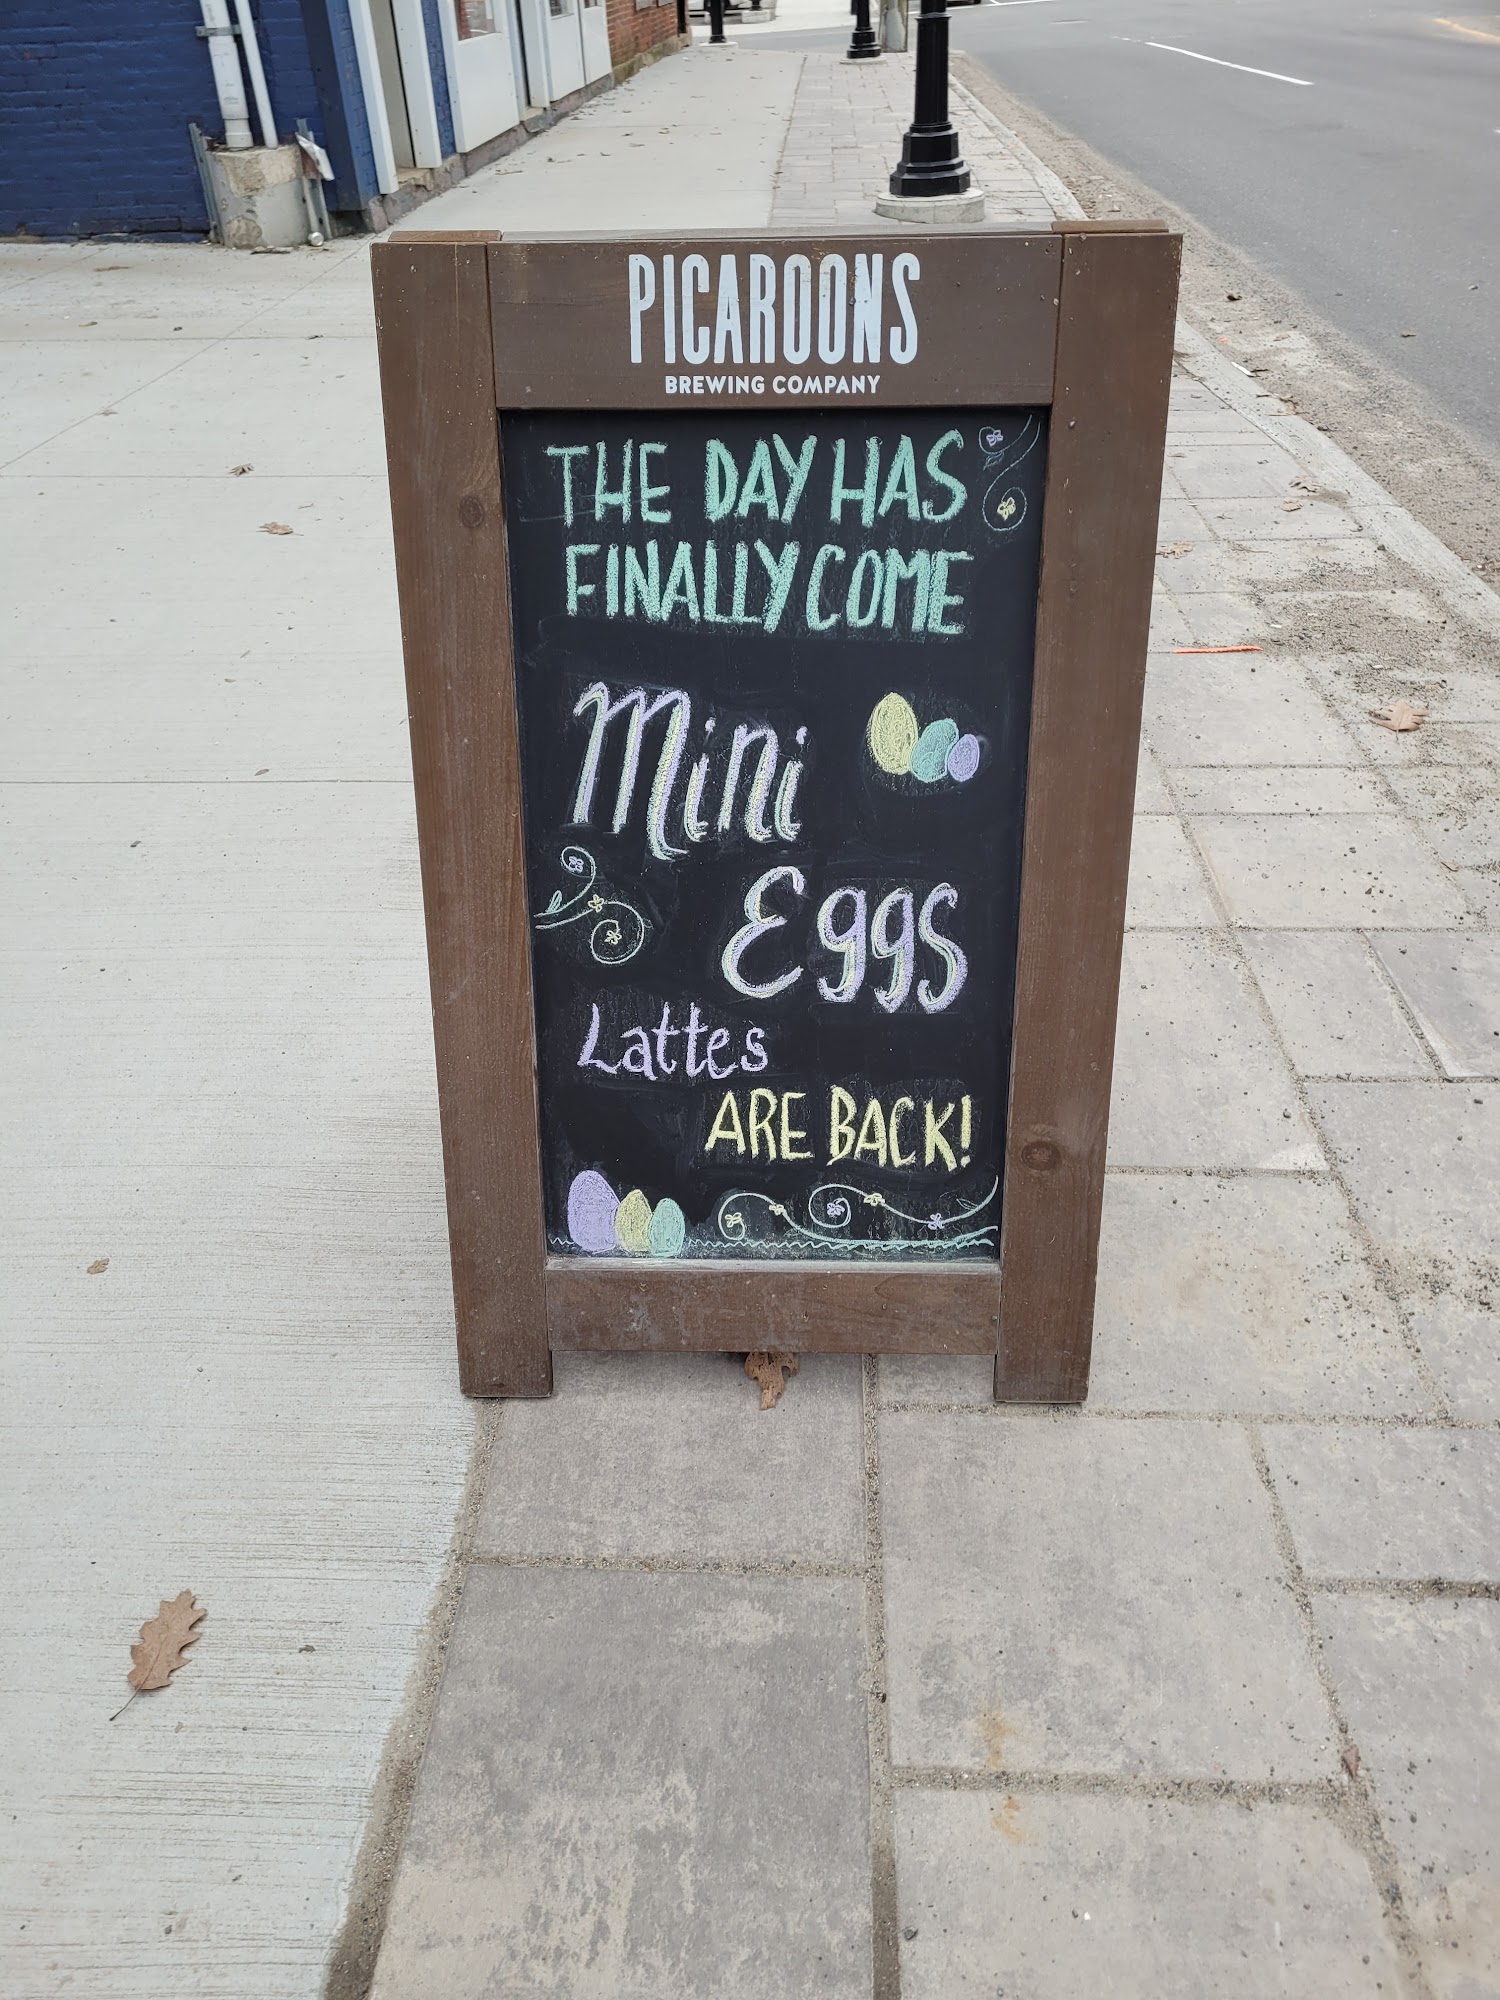 PICAROONS
BREWING COMPANY
THE DAY HAS
FINALLY COME
Mini
Eggs
Lattes
ARE BACK!